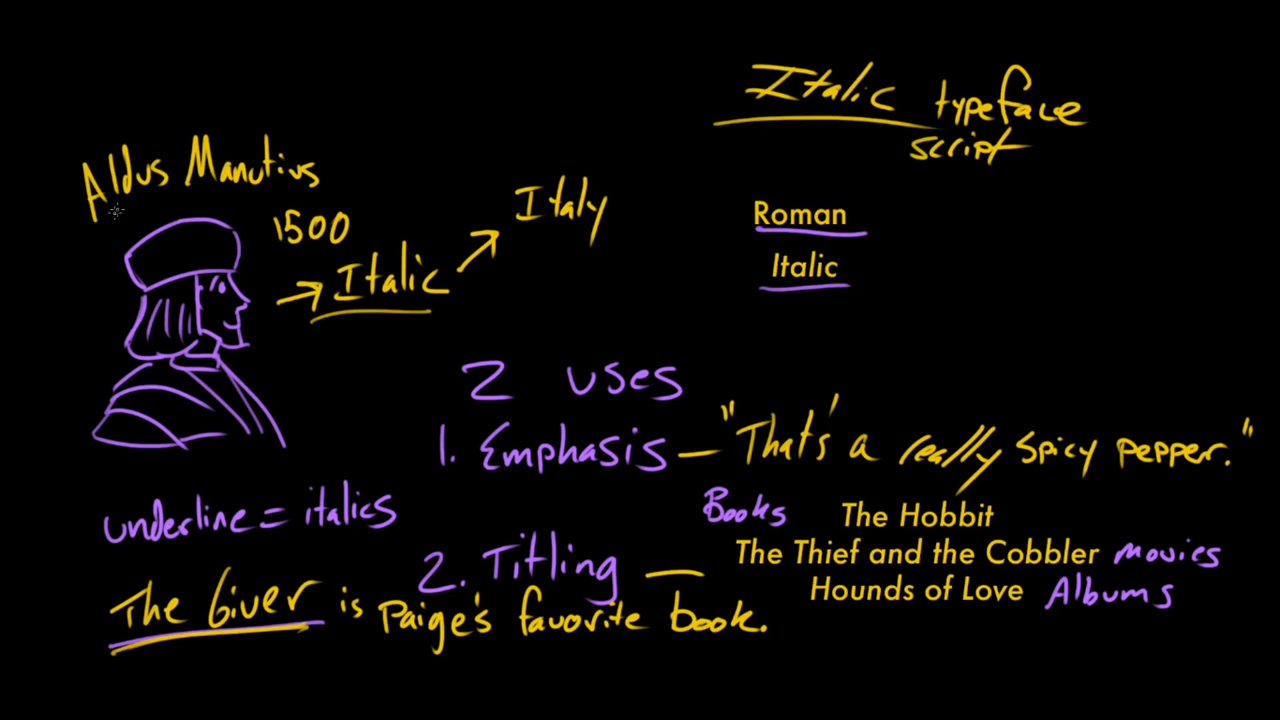 Italic typeface
script
Aldus Manutius
1500
→ Italic → Italy
Roman
Italic
2 uses
1. Emphasis — "That's a really spicy pepper."
underline = italics
2. Titling —
Books The Hobbit
The Thief and the Cobbler movies
Hounds of Love Albums
The Giver is Paige's favorite book.